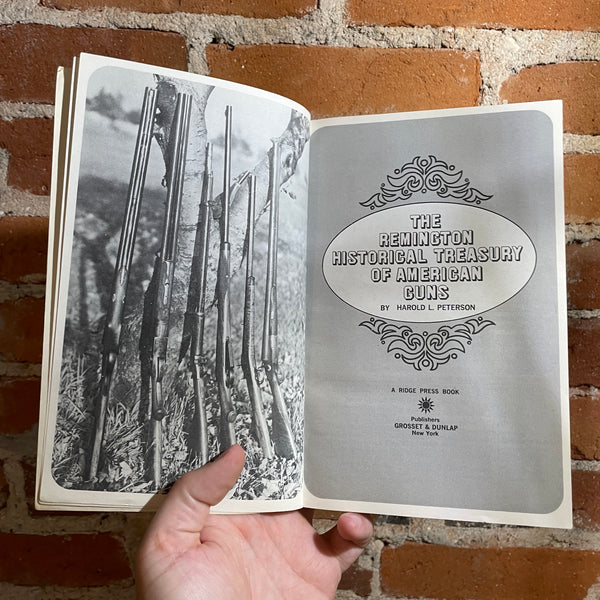 THE
REMINGTON
HISTORICAL TREASURY
OF AMERICAN
GUNS
BY HAROLD L. PETERSON
A RIDGE PRESS BOOK
Publishers
GROSSET & DUNLAP
New York